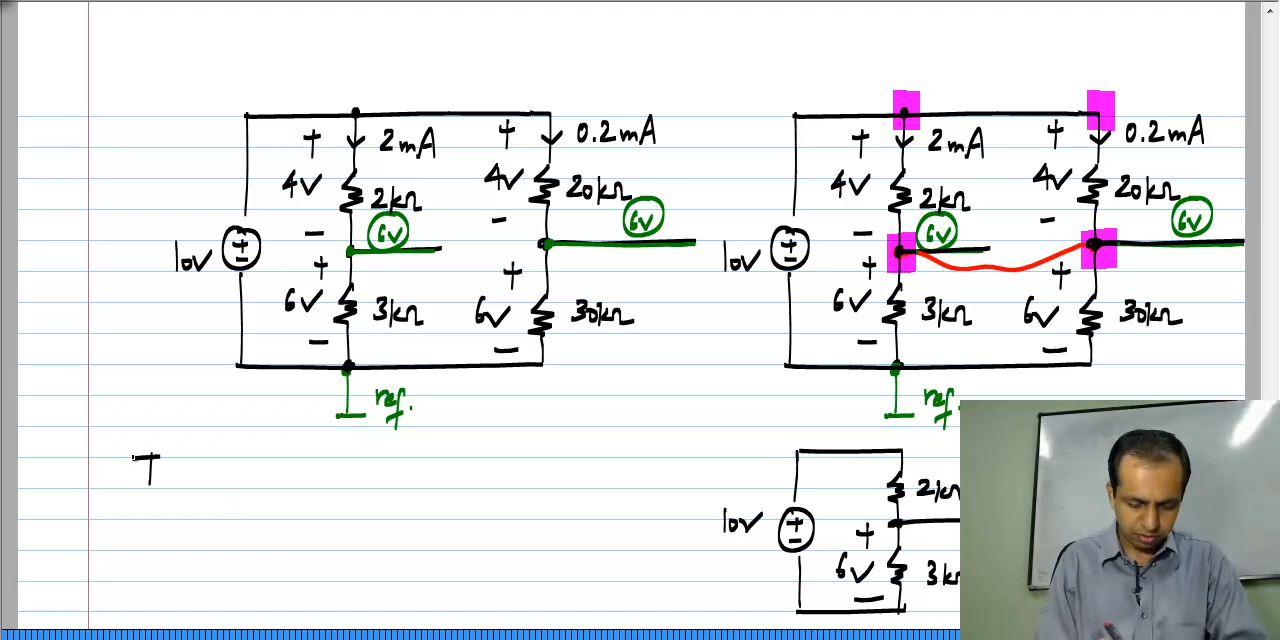 + 2mA + 0.2mA
4V 2kΩ 4V 20kΩ
- 6V - 6V
10V + +
6V 3kΩ 6V 30kΩ
- -
ref.
T
+ 2mA + 0.2mA
4V 2kΩ 4V 20kΩ
- 6V - 6V
10V + +
6V 3kΩ 6V 30kΩ
- -
ref.
2kΩ
10V +
6V 3kΩ
-